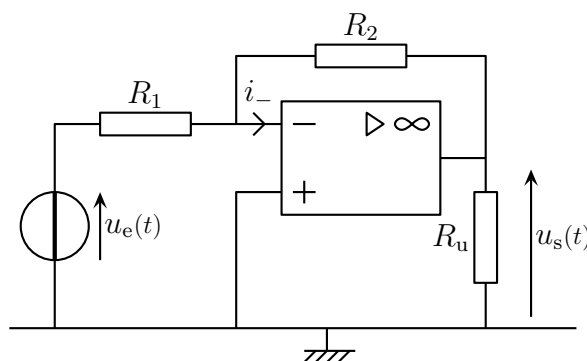 R₂
R₁
i₋
− ▷ ∞
+
uₑ(t)
Rᵤ
uₛ(t)